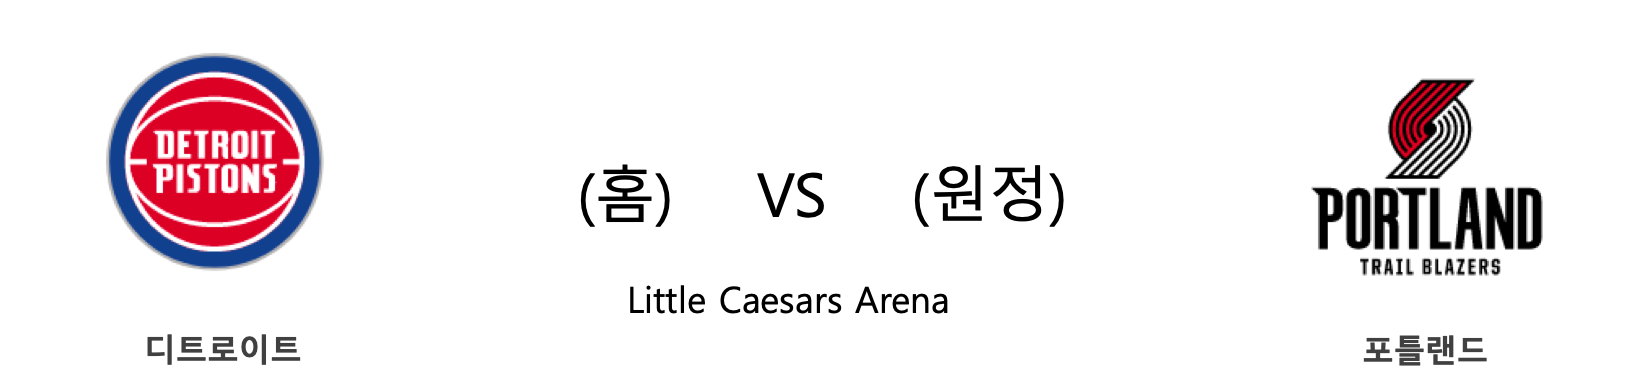 DETROIT
PISTONS
(홈) VS (원정)
PORTLAND
TRAIL BLAZERS
Little Caesars Arena
디트로이트
포틀랜드